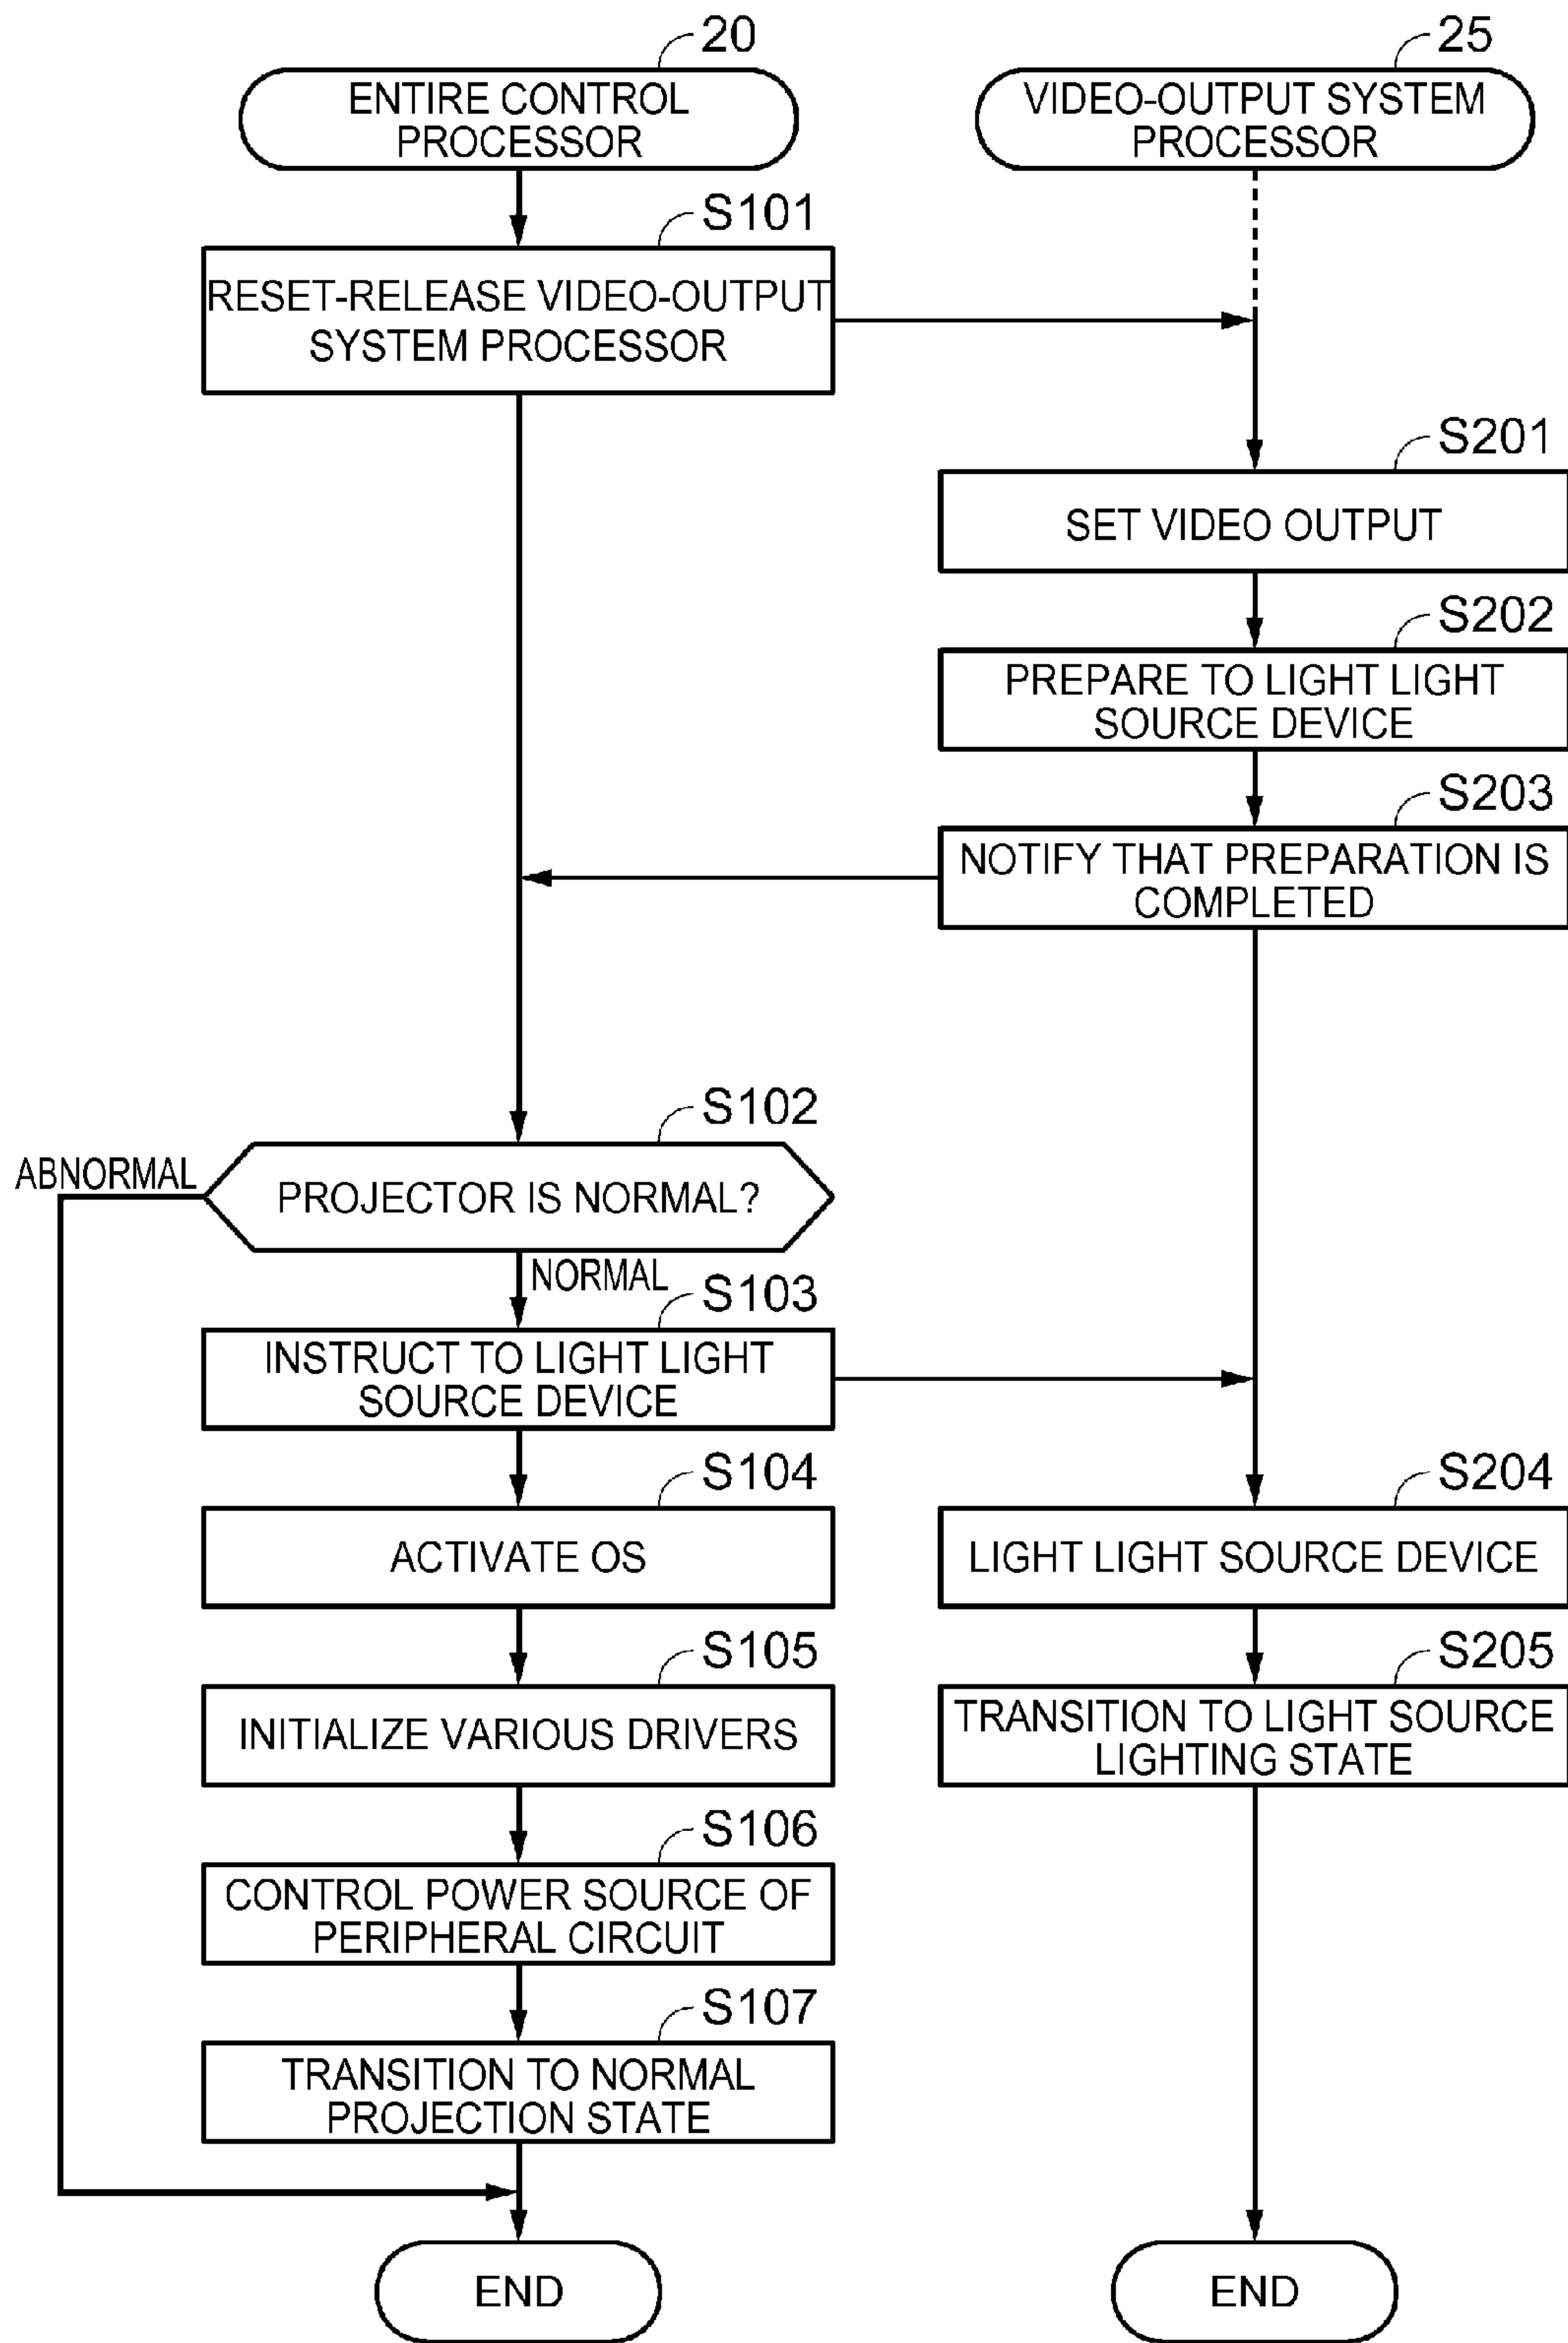 20
ENTIRE CONTROL
PROCESSOR
25
VIDEO-OUTPUT SYSTEM
PROCESSOR
S101
RESET-RELEASE VIDEO-OUTPUT
SYSTEM PROCESSOR
S201
SET VIDEO OUTPUT
S202
PREPARE TO LIGHT LIGHT
SOURCE DEVICE
S203
NOTIFY THAT PREPARATION IS
COMPLETED
S102
ABNORMAL
PROJECTOR IS NORMAL?
NORMAL
S103
INSTRUCT TO LIGHT LIGHT
SOURCE DEVICE
S104
ACTIVATE OS
S204
LIGHT LIGHT SOURCE DEVICE
S105
INITIALIZE VARIOUS DRIVERS
S205
TRANSITION TO LIGHT SOURCE
LIGHTING STATE
S106
CONTROL POWER SOURCE OF
PERIPHERAL CIRCUIT
S107
TRANSITION TO NORMAL
PROJECTION STATE
END
END